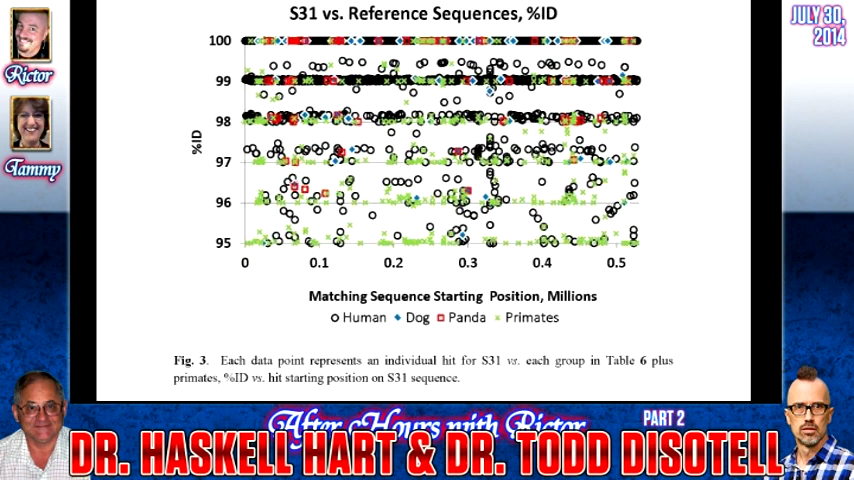 S31 vs. Reference Sequences, %ID
JULY 30,
2014
Rictor
Tammy
%ID
100
99
98
97
96
95
0 0.1 0.2 0.3 0.4 0.5
Matching Sequence Starting Position, Millions
Human Dog Panda Primates
Fig. 3. Each data point represents an individual hit for S31 vs. each group in Table 6 plus
primates, %ID vs. hit starting position on S31 sequence.
After Hours with Rictor
PART 2
DR. HASKELL HART & DR. TODD DISOTELL